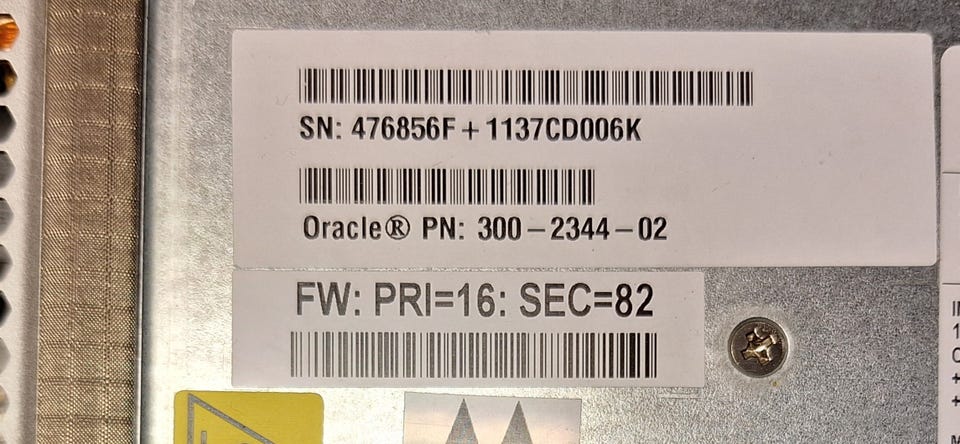 SN: 476856F+1137CD006K
Oracle® PN: 300-2344-02
FW: PRI=16: SEC=82